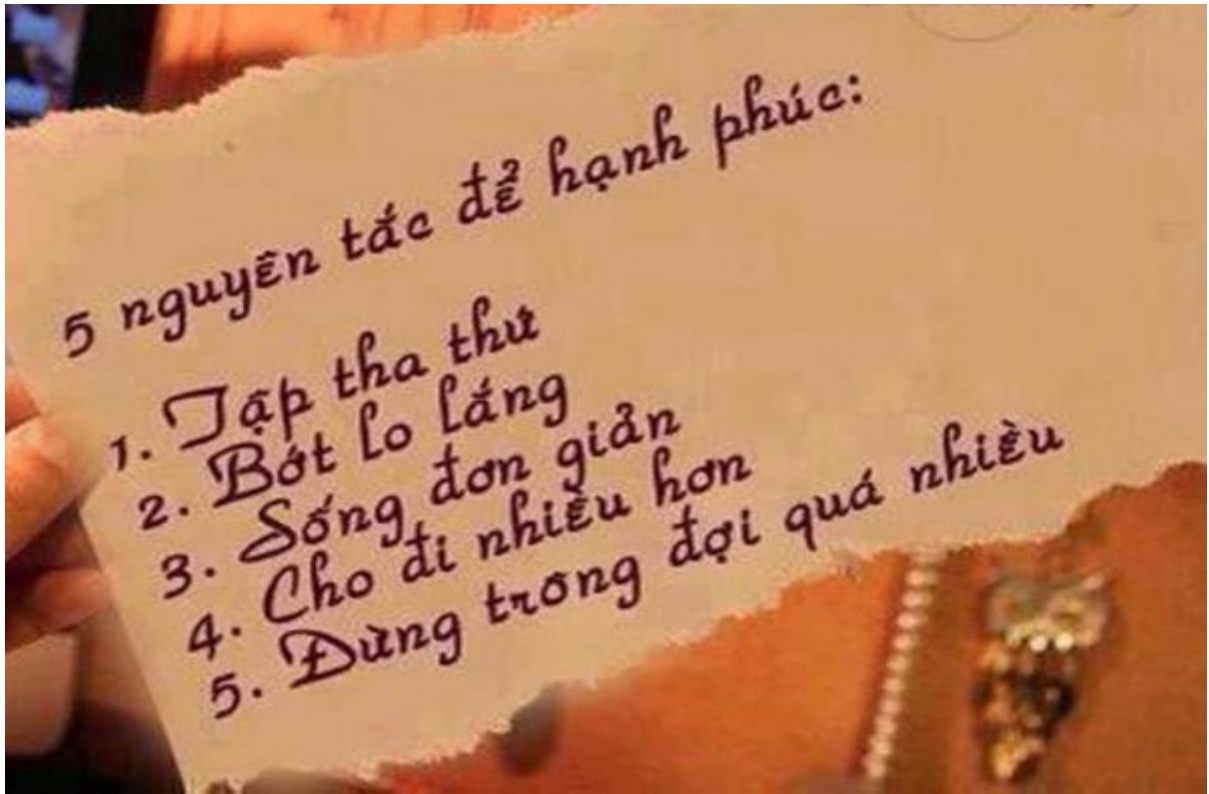 5 nguyên tắc để hạnh phúc:
1. Tập tha thứ
2. Bớt lo lắng
3. Sống đơn giản
4. Cho đi nhiều hơn
5. Đừng trông đợi quá nhiều